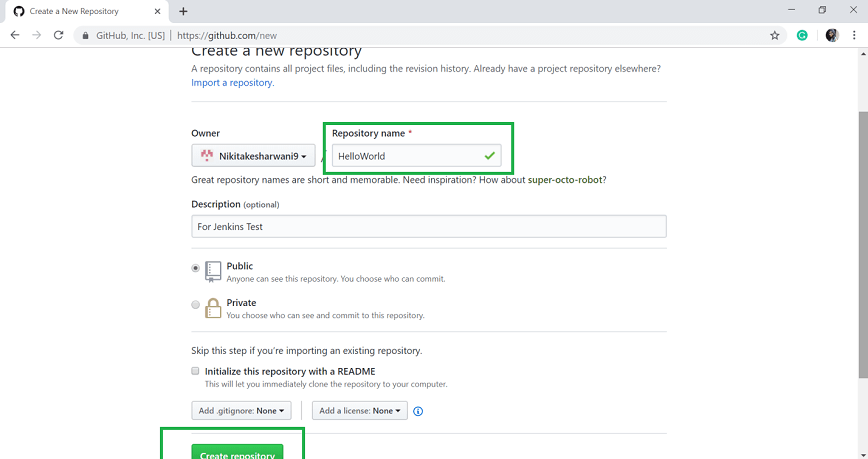 Create a New Repository
GitHub, Inc. [US] | https://github.com/new
Create a new repository
A repository contains all project files, including the revision history. Already have a project repository elsewhere?
Import a repository.
Owner
Repository name *
Nikitakesharwani9
/
HelloWorld
Great repository names are short and memorable. Need inspiration? How about super-octo-robot?
Description (optional)
For Jenkins Test
Public
Anyone can see this repository. You choose who can commit.
Private
You choose who can see and commit to this repository.
Skip this step if you're importing an existing repository.
Initialize this repository with a README
This will let you immediately clone the repository to your computer.
Add .gitignore: None
Add a license: None
Create repository